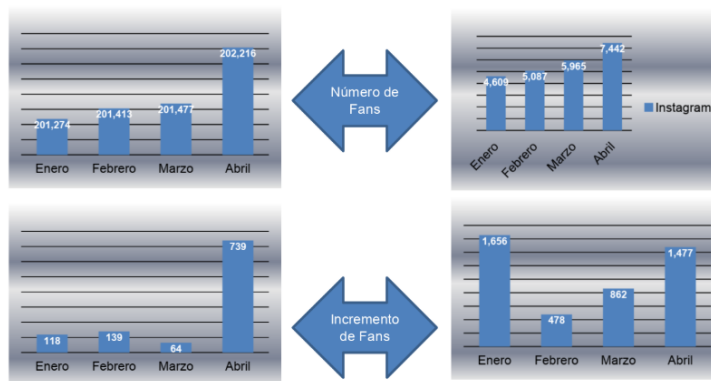 202,216
201,477
201,413
201,274
Enero Febrero Marzo Abril
Número de
Fans
7,442
5,965
5,087
4,609
Instagram
Enero Febrero Marzo Abril
739
118 139 64
Enero Febrero Marzo Abril
Incremento
de Fans
1,656
1,477
862
478
Enero Febrero Marzo Abril